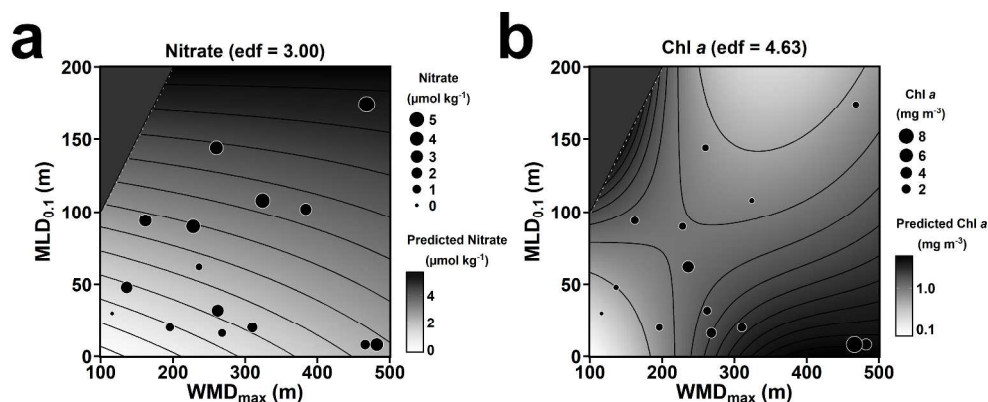 a
Nitrate (edf = 3.00)
MLD0.1 (m)
200
150
100
50
0
100
200
300
400
500
WMDmax (m)
Nitrate
(µmol kg-1)
5
4
3
2
1
0
Predicted Nitrate
(µmol kg-1)
4
2
0
b
Chl a (edf = 4.63)
MLD0.1 (m)
200
150
100
50
0
100
200
300
400
500
WMDmax (m)
Chl a
(mg m-3)
8
6
4
2
Predicted Chl a
(mg m-3)
1.0
0.1